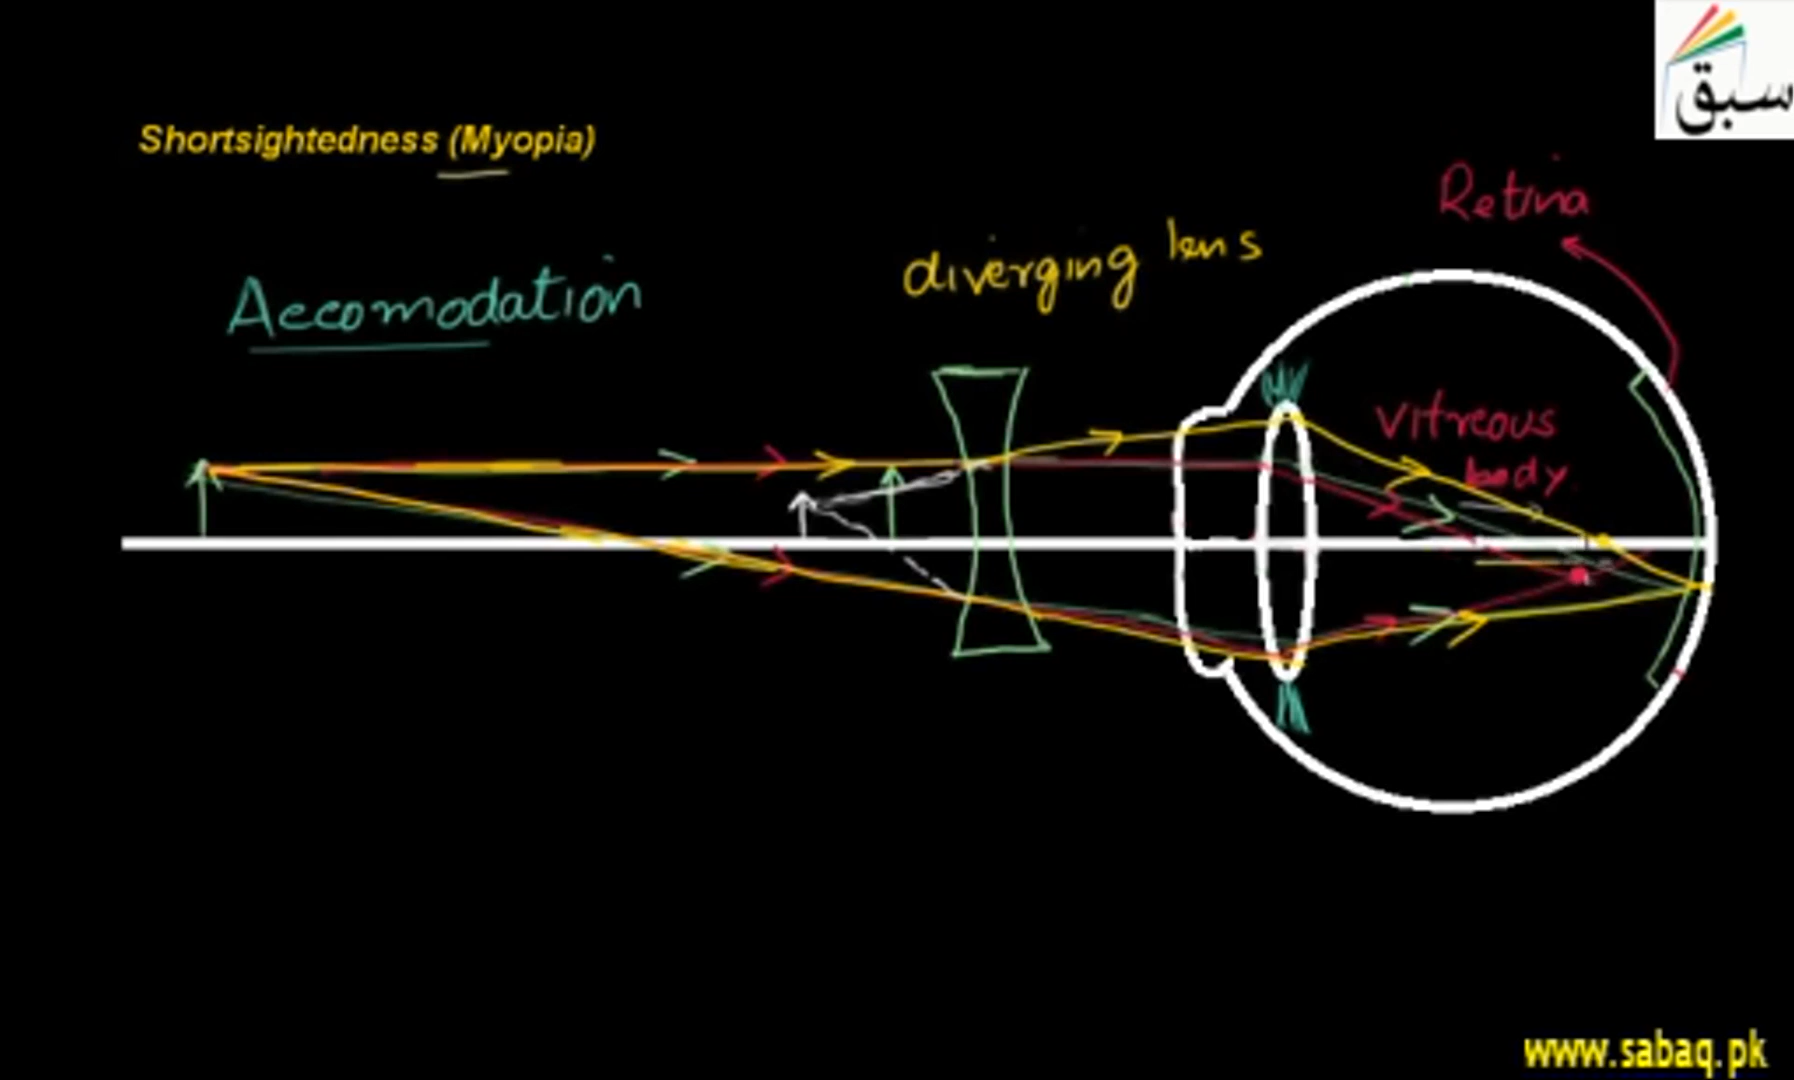 سبق
Shortsightedness (Myopia)
Retina
diverging lens
Accomodation
vitreous
body
www.sabaq.pk